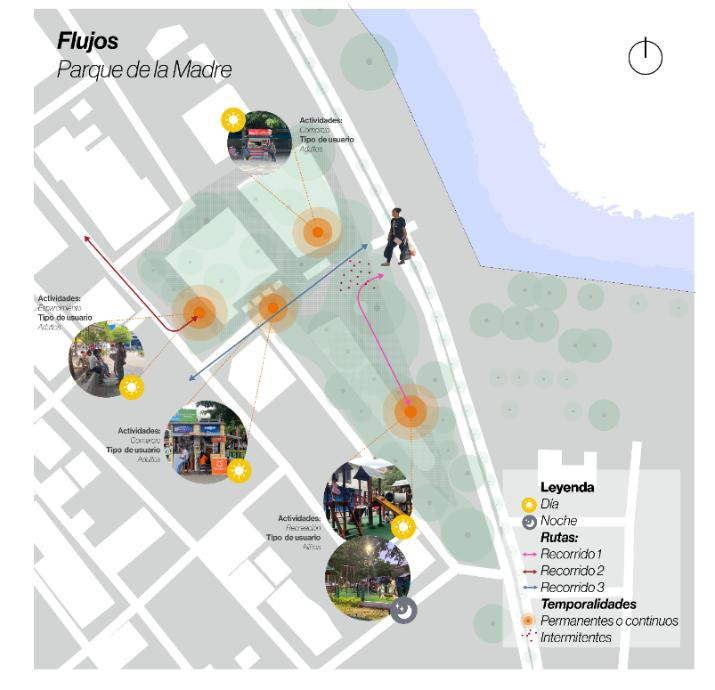 Flujos
Parque de la Madre
Actividades:
Comercio
Tipo de usuario
Adultos
Actividades:
Esparcimiento
Tipo de usuario
Adultos
Actividades:
Comercio
Tipo de usuario
Adultos
Actividades:
Recreación
Tipo de usuario
Niños
Leyenda
Día
Noche
Rutas:
Recorrido 1
Recorrido 2
Recorrido 3
Temporalidades
Permanentes o continuos
Intermitentes